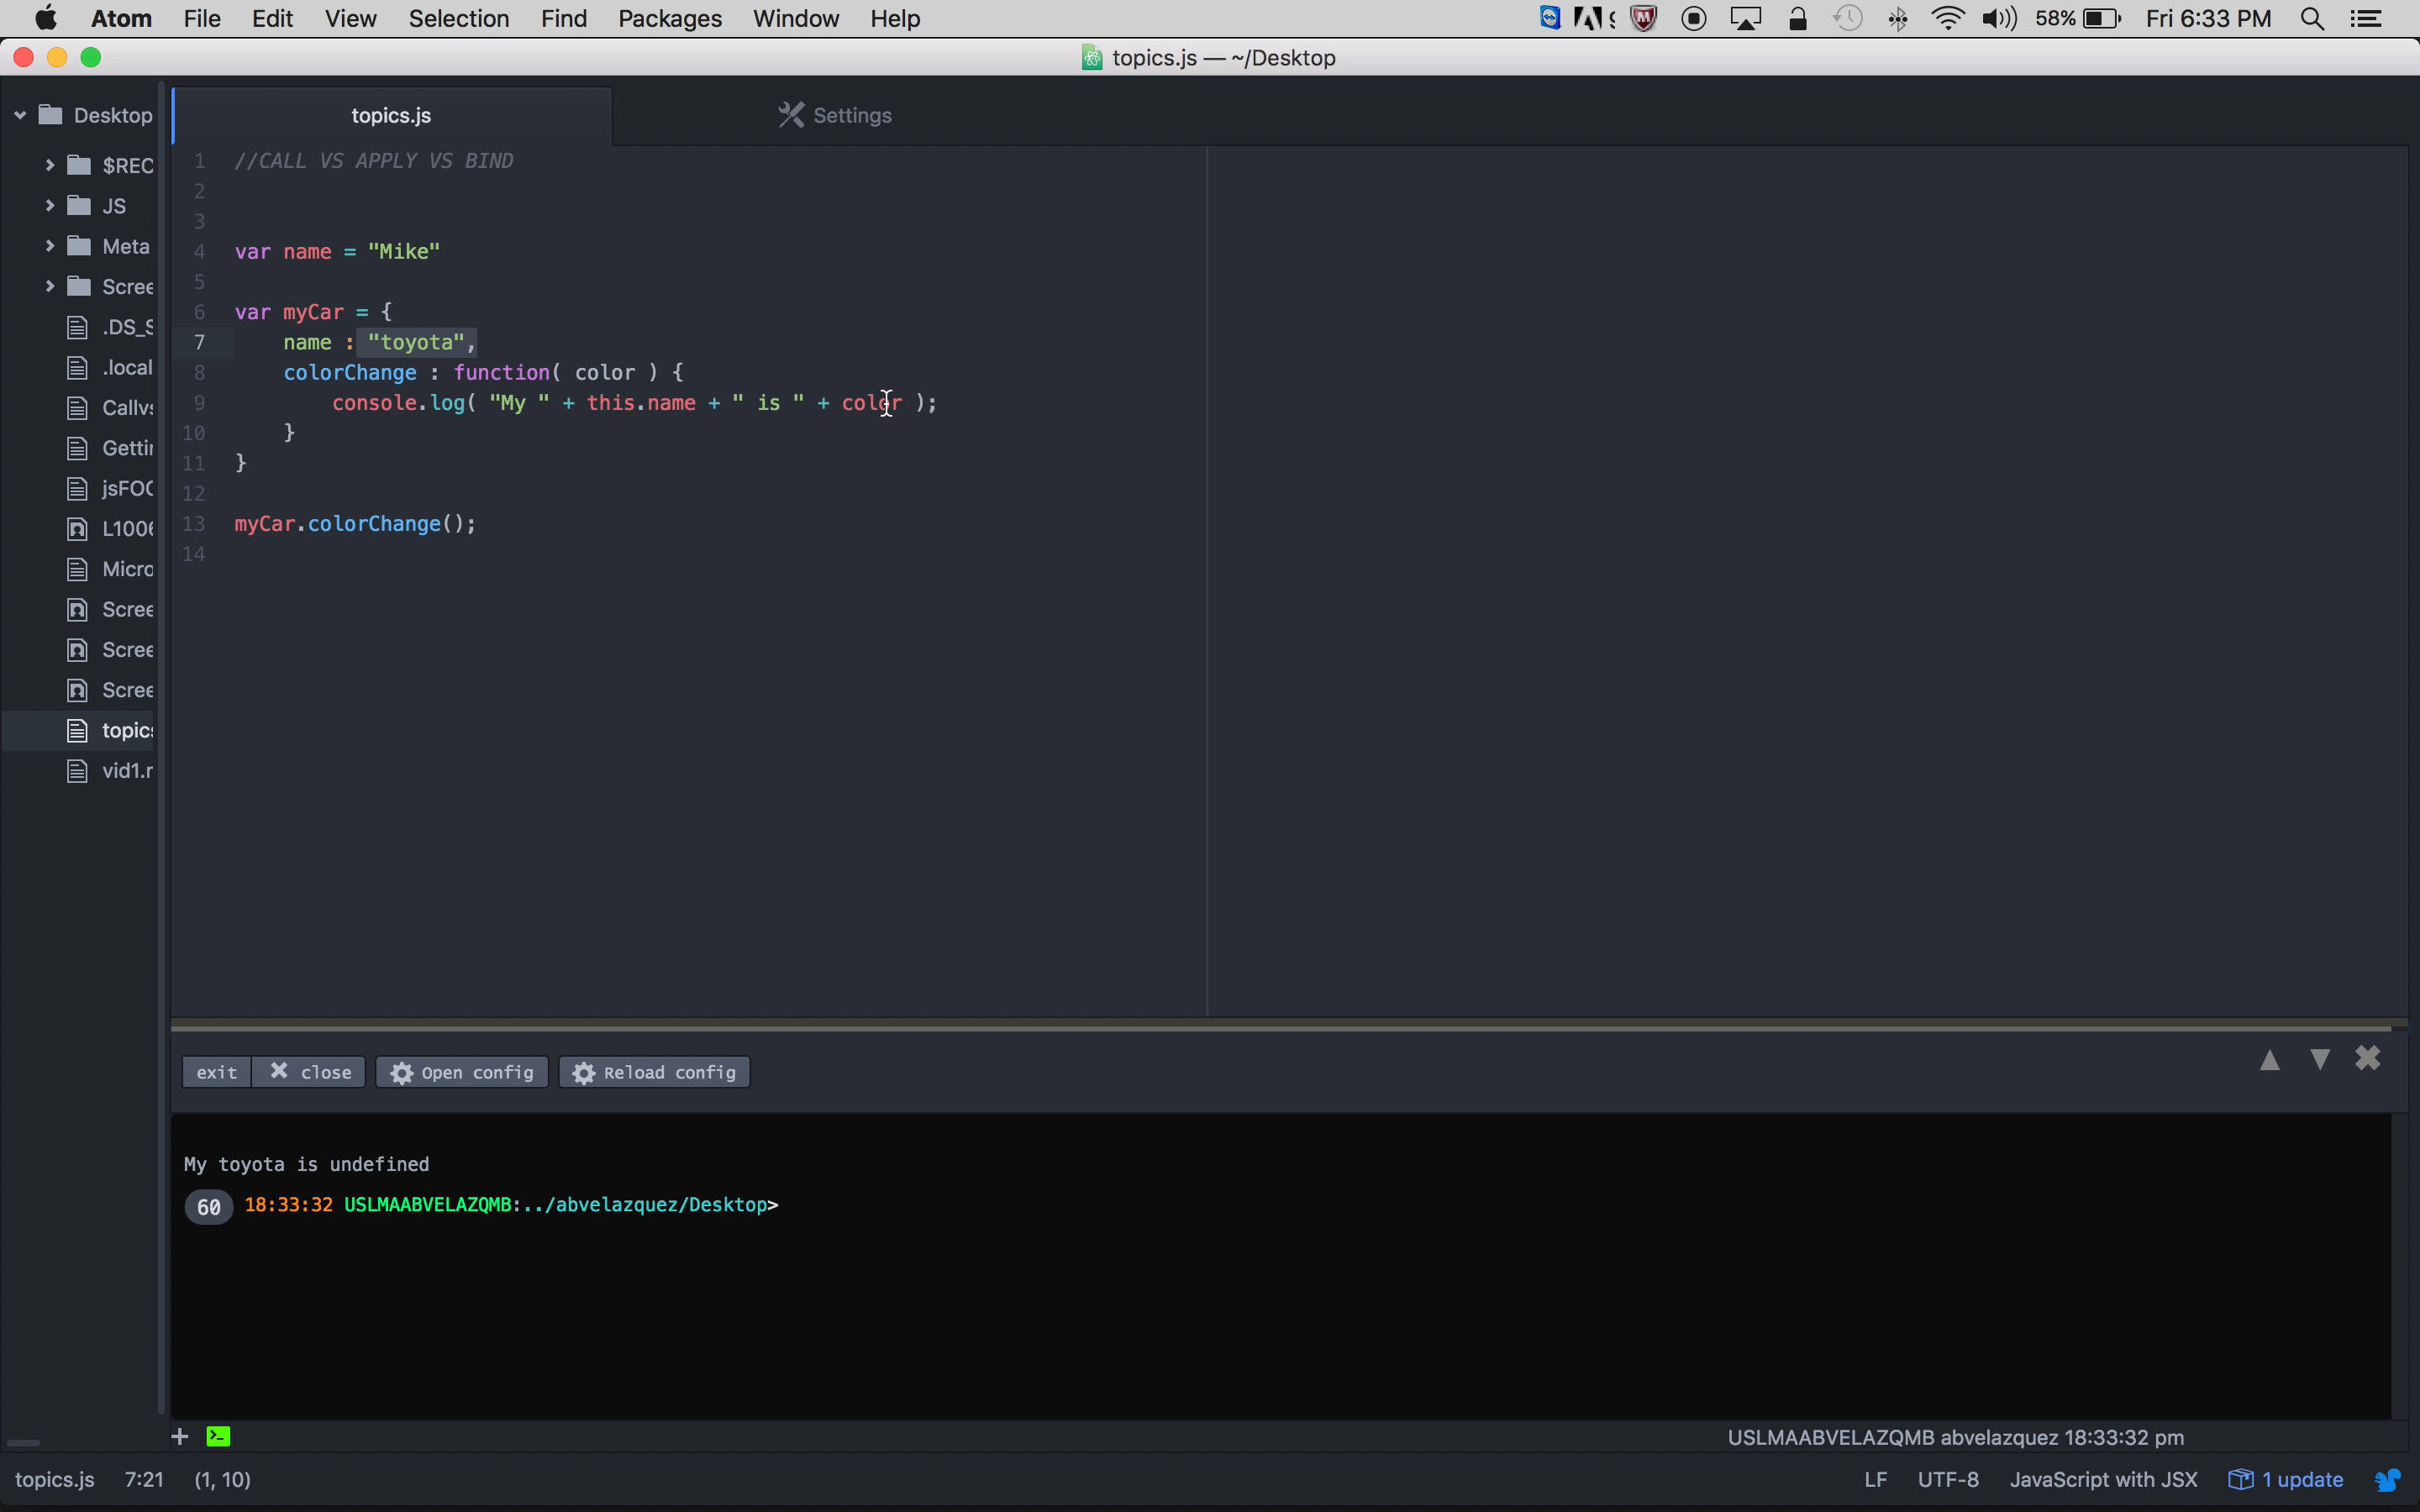 Atom File Edit View Selection Find Packages Window Help 58% Fri 6:33 PM
topics.js — ~/Desktop
Desktop
$REC
JS
Meta
Scree
.DS_S
.local
Callvs
Gettin
jsFOO
L1006
Micro
Scree
Scree
Scree
topics
vid1.r
topics.js Settings
1 //CALL VS APPLY VS BIND
2
3
4 var name = "Mike"
5
6 var myCar = {
7 name : "toyota",
8 colorChange : function( color ) {
9 console.log( "My " + this.name + " is " + color );
10 }
11 }
12
13 myCar.colorChange();
14
exit close Open config Reload config
My toyota is undefined
60 18:33:32 USLMAABVELAZQMB:../abvelazquez/Desktop>
USLMAABVELAZQMB abvelazquez 18:33:32 pm
topics.js 7:21 (1, 10) LF UTF-8 JavaScript with JSX 1 update